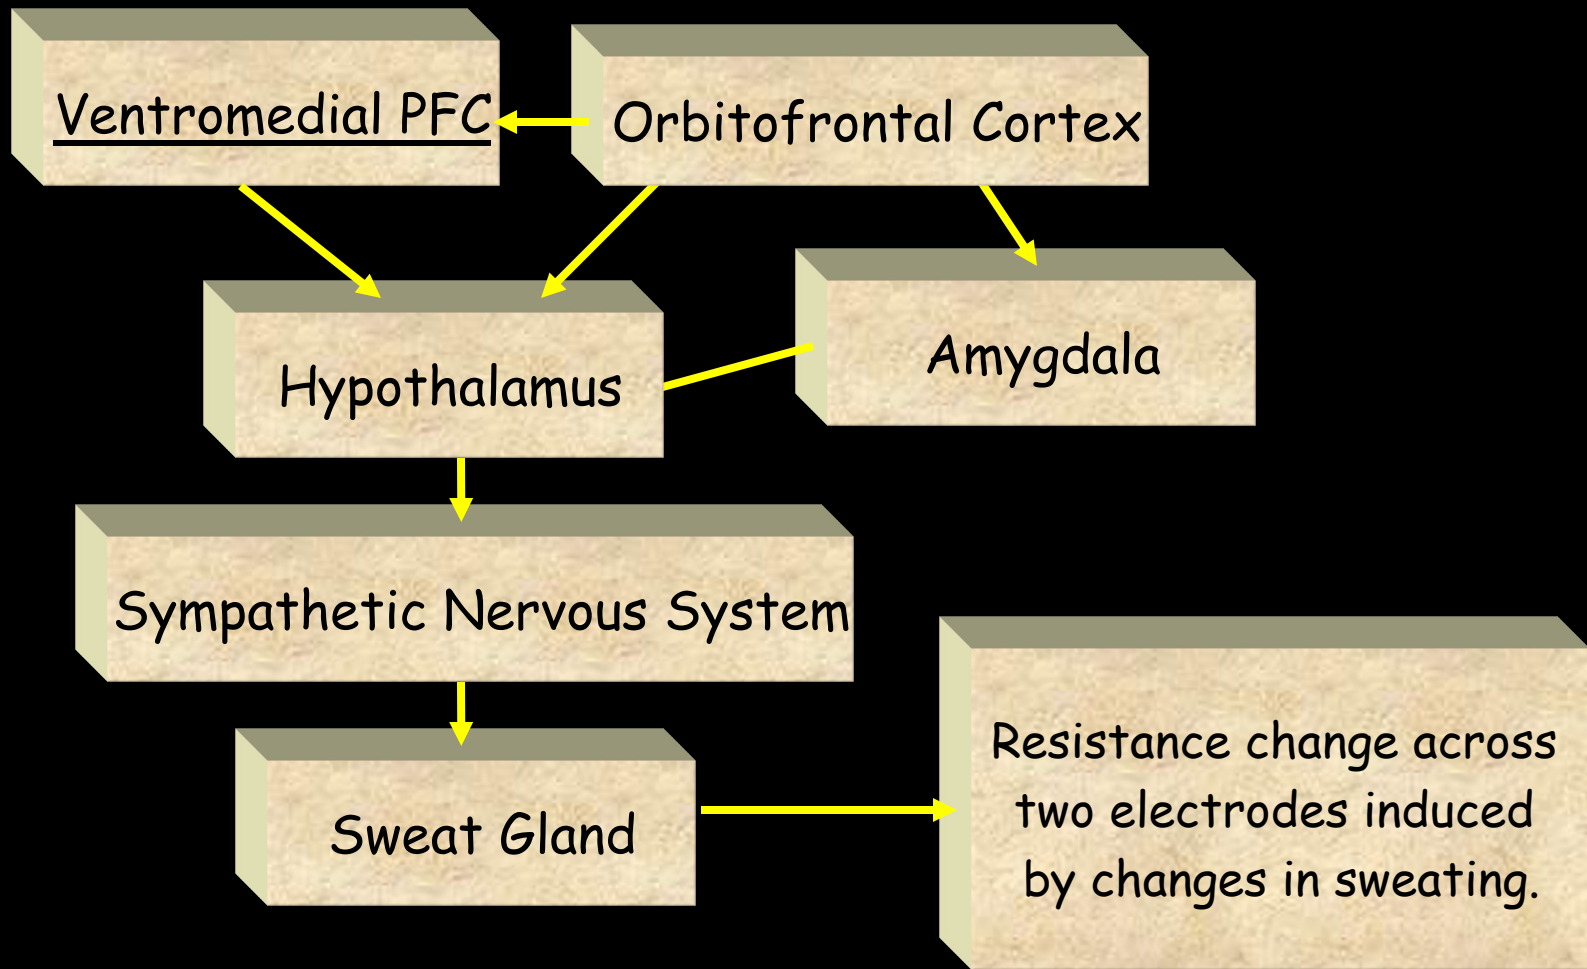 Ventromedial PFC
Orbitofrontal Cortex
Amygdala
Hypothalamus
Sympathetic Nervous System
Sweat Gland
Resistance change across
two electrodes induced
by changes in sweating.